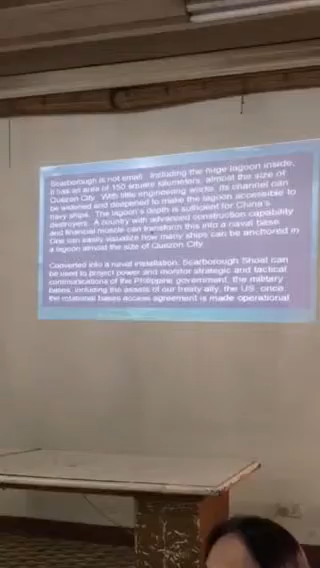 Scarborough is not small. Including the huge lagoon inside,
it has an area of 150 square kilometers, almost the size of
Quezon City. With little engineering works, its channel can
be widened and deepened to make the lagoon accessible to
navy ships. The lagoon's depth is sufficient for China's
destroyers. A country with advanced construction capability
and financial muscle can transform this into a naval base.
One can easily visualize how many ships can be anchored in
a lagoon almost the size of Quezon City.
Converted into a naval installation, Scarborough Shoal can
be used to project power and monitor strategic and tactical
communications of the Philippine government, the military
bases, including the assets of our treaty ally, the US, once
the rotational bases access agreement is made operational